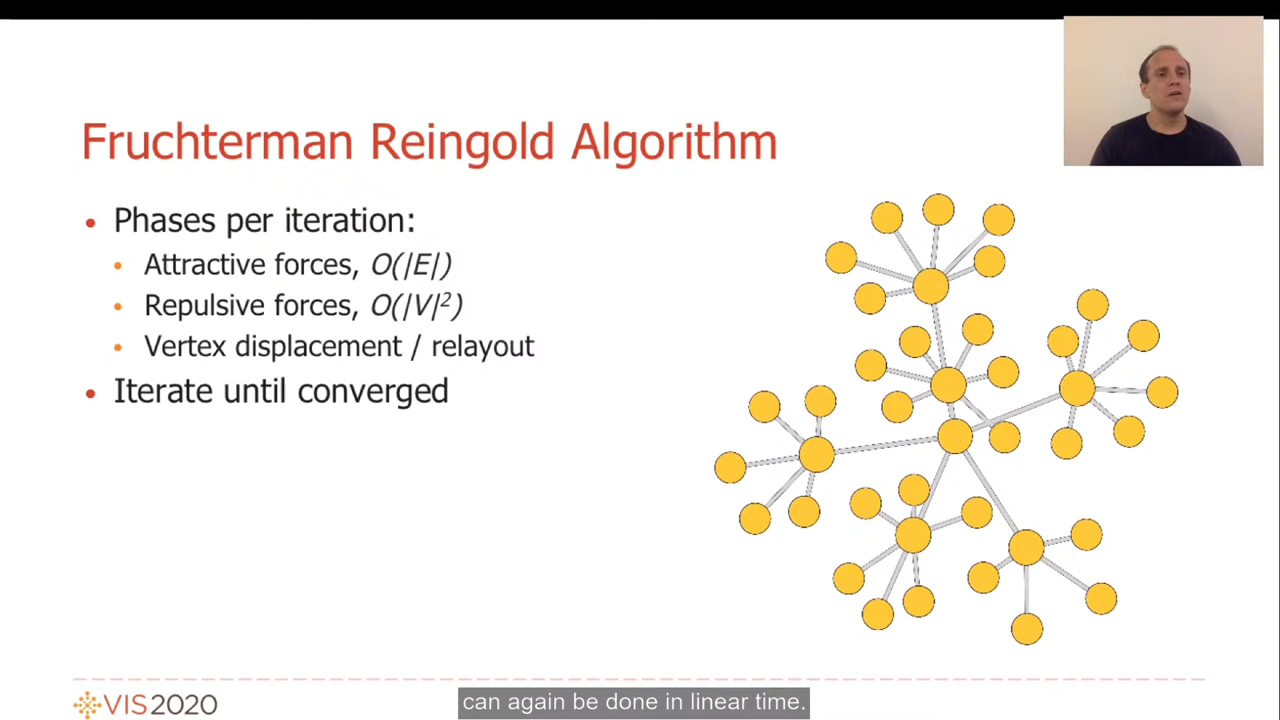 Fruchterman Reingold Algorithm
• Phases per iteration:
• Attractive forces, O(|E|)
• Repulsive forces, O(|V|²)
• Vertex displacement / relayout
• Iterate until converged
VIS2020
can again be done in linear time.